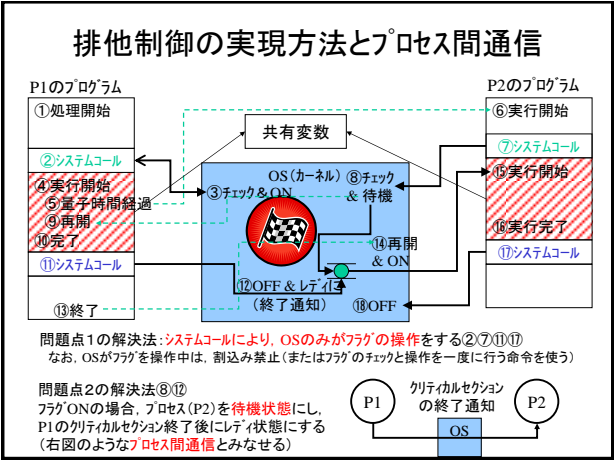 排他制御の実現方法とﾌﾟﾛｾｽ間通信
P1のﾌﾟﾛｸﾞﾗﾑ
P2のﾌﾟﾛｸﾞﾗﾑ
①処理開始
⑥実行開始
共有変数
②ｼｽﾃﾑｺｰﾙ
⑦ｼｽﾃﾑｺｰﾙ
OS（ｶｰﾈﾙ）
⑧ﾁｪｯｸ
& 待機
③ﾁｪｯｸ＆ON
④実行開始
⑤量子時間経過
⑨再開
⑩完了
⑮実行開始
⑯実行完了
⑭再開
& ON
⑪ｼｽﾃﾑｺｰﾙ
⑰ｼｽﾃﾑｺｰﾙ
⑫OFF & ﾚﾃﾞｨに
（終了通知）
⑬終了
⑱OFF
問題点１の解決法：ｼｽﾃﾑｺｰﾙにより，OSのみがﾌﾗｸﾞの操作をする②⑦⑪⑰
なお，OSがﾌﾗｸﾞを操作中は，割込み禁止（またはﾌﾗｸﾞのﾁｪｯｸと操作を一度に行う命令を使う）
問題点２の解決法⑧⑫
ﾌﾗｸﾞONの場合，ﾌﾟﾛｾｽ（P2）を待機状態にし，
P1のｸﾘﾃｨｶﾙｾｸｼｮﾝ終了後にﾚﾃﾞｨ状態にする
（右図のようなﾌﾟﾛｾｽ間通信とみなせる）
ｸﾘﾃｨｶﾙｾｸｼｮﾝ
の終了通知
P1
P2
OS